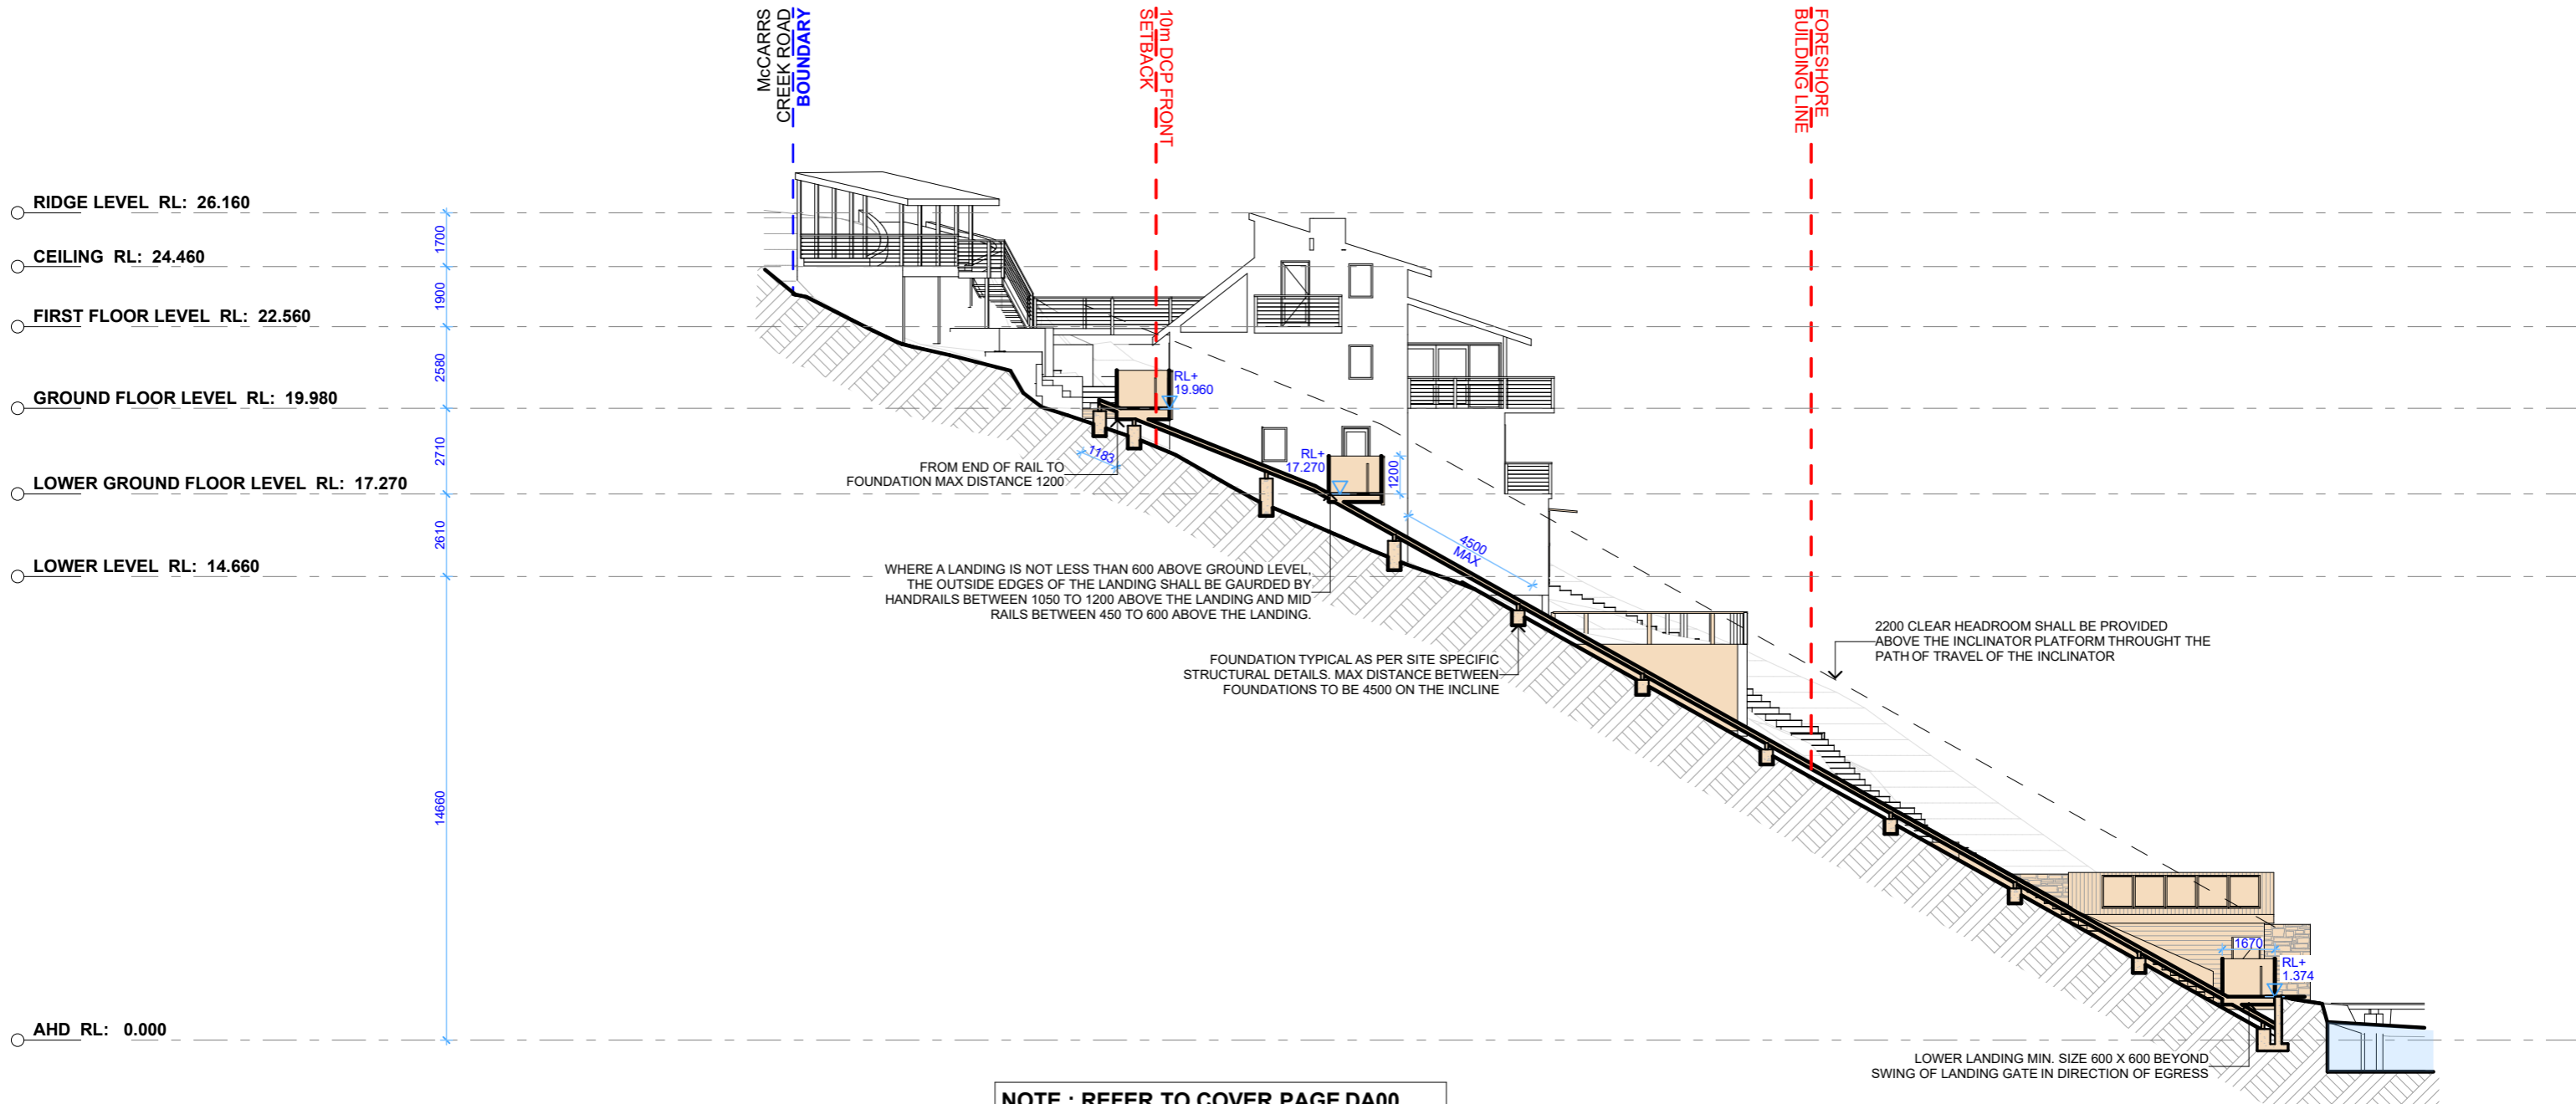 McCARRS
CREEK ROAD
BOUNDARY
10m DCP FRONT
SETBACK
FORESHORE
BUILDING LINE
RIDGE LEVEL RL: 26.160
1700
CEILING RL: 24.460
1900
FIRST FLOOR LEVEL RL: 22.560
2580
GROUND FLOOR LEVEL RL: 19.980
2710
LOWER GROUND FLOOR LEVEL RL: 17.270
2610
LOWER LEVEL RL: 14.660
14660
AHD RL: 0.000
RL+
19.960
1183
FROM END OF RAIL TO
FOUNDATION MAX DISTANCE 1200
RL+
17.270
1200
4500
MAX
WHERE A LANDING IS NOT LESS THAN 600 ABOVE GROUND LEVEL,
THE OUTSIDE EDGES OF THE LANDING SHALL BE GAURDED BY
HANDRAILS BETWEEN 1050 TO 1200 ABOVE THE LANDING AND MID
RAILS BETWEEN 450 TO 600 ABOVE THE LANDING.
FOUNDATION TYPICAL AS PER SITE SPECIFIC
STRUCTURAL DETAILS. MAX DISTANCE BETWEEN
FOUNDATIONS TO BE 4500 ON THE INCLINE
2200 CLEAR HEADROOM SHALL BE PROVIDED
ABOVE THE INCLINATOR PLATFORM THROUGHT THE
PATH OF TRAVEL OF THE INCLINATOR
1670
RL+
1.374
LOWER LANDING MIN. SIZE 600 X 600 BEYOND
SWING OF LANDING GATE IN DIRECTION OF EGRESS
NOTE : REFER TO COVER PAGE DA00